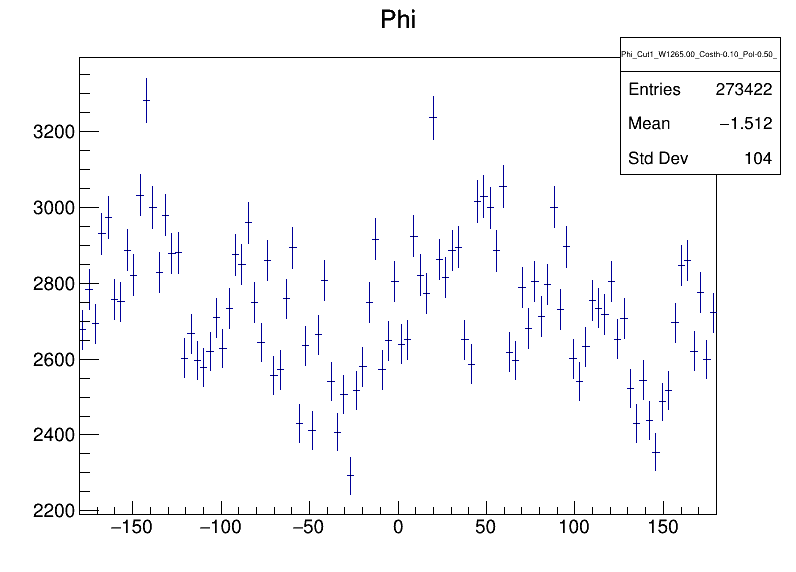 Phi
Phi_Cut1_W1265.00_Costh-0.10_Pol-0.50_
Entries 273422
Mean −1.512
Std Dev 104
3200
3000
2800
2600
2400
2200
−150 −100 −50 0 50 100 150